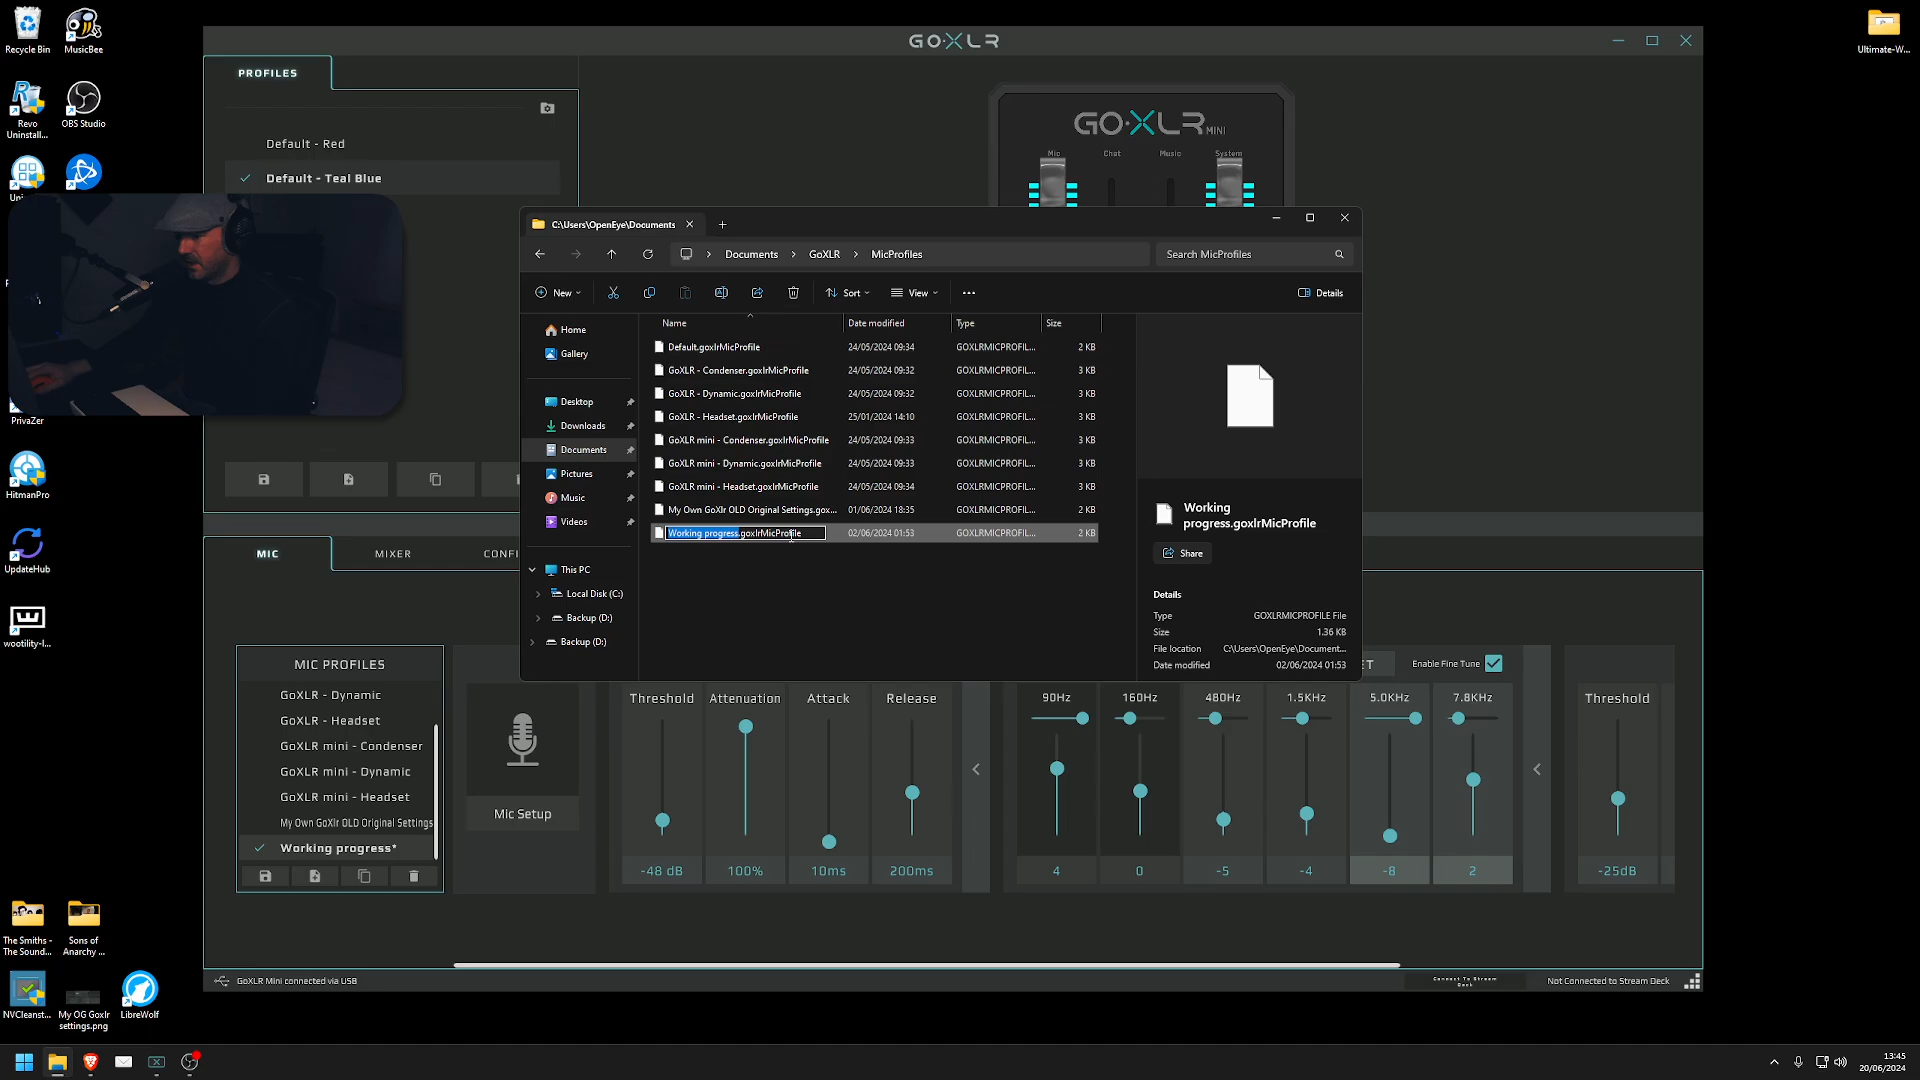 Recycle Bin
MusicBee
Revo
Uninstall...
OBS Studio
Uni
PrivaZer
HitmanPro
UpdateHub
wootility-l...
The Smiths -
The Sound...
Sons of
Anarchy ...
NVCleanst...
My OG Goxlr
settings.png
LibreWolf
Ultimate-W...
GO·XLR
PROFILES
Default - Red
Default - Teal Blue
GO·XLR MINI
Mic
Chat
Music
System
C:\Users\OpenEye\Documents
Documents
GoXLR
MicProfiles
Search MicProfiles
New
Sort
View
Details
Home
Gallery
Desktop
Downloads
Documents
Pictures
Music
Videos
This PC
Local Disk (C:)
Backup (D:)
Backup (D:)
Name
Date modified
Type
Size
Default.goxlrMicProfile 24/05/2024 09:34 GOXLRMICPROFIL... 2 KB
GoXLR - Condenser.goxlrMicProfile 24/05/2024 09:32 GOXLRMICPROFIL... 3 KB
GoXLR - Dynamic.goxlrMicProfile 24/05/2024 09:32 GOXLRMICPROFIL... 3 KB
GoXLR - Headset.goxlrMicProfile 25/01/2024 14:10 GOXLRMICPROFIL... 3 KB
GoXLR mini - Condenser.goxlrMicProfile 24/05/2024 09:33 GOXLRMICPROFIL... 3 KB
GoXLR mini - Dynamic.goxlrMicProfile 24/05/2024 09:33 GOXLRMICPROFIL... 3 KB
GoXLR mini - Headset.goxlrMicProfile 24/05/2024 09:34 GOXLRMICPROFIL... 3 KB
My Own GoXlr OLD Original Settings.gox... 01/06/2024 18:35 GOXLRMICPROFIL... 2 KB
Working progress.goxlrMicProfile 02/06/2024 01:53 GOXLRMICPROFIL... 2 KB
Working
progress.goxlrMicProfile
Share
Details
Type GOXLRMICPROFILE File
Size 1.36 KB
File location C:\Users\OpenEye\Document...
Date modified 02/06/2024 01:53
MIC
MIXER
CONFI
MIC PROFILES
GoXLR - Dynamic
GoXLR - Headset
GoXLR mini - Condenser
GoXLR mini - Dynamic
GoXLR mini - Headset
My Own GoXlr OLD Original Settings
Working progress*
Mic Setup
Threshold Attenuation Attack Release
-48 dB 100% 10ms 200ms
ET
Enable Fine Tune
90Hz 160Hz 480Hz 1.5KHz 5.0KHz 7.8KHz
4 0 -5 -4 -8 2
Threshold
-25dB
GoXLR Mini connected via USB
Connect To Stream
Deck
Not Connected to Stream Deck
13:45
20/06/2024